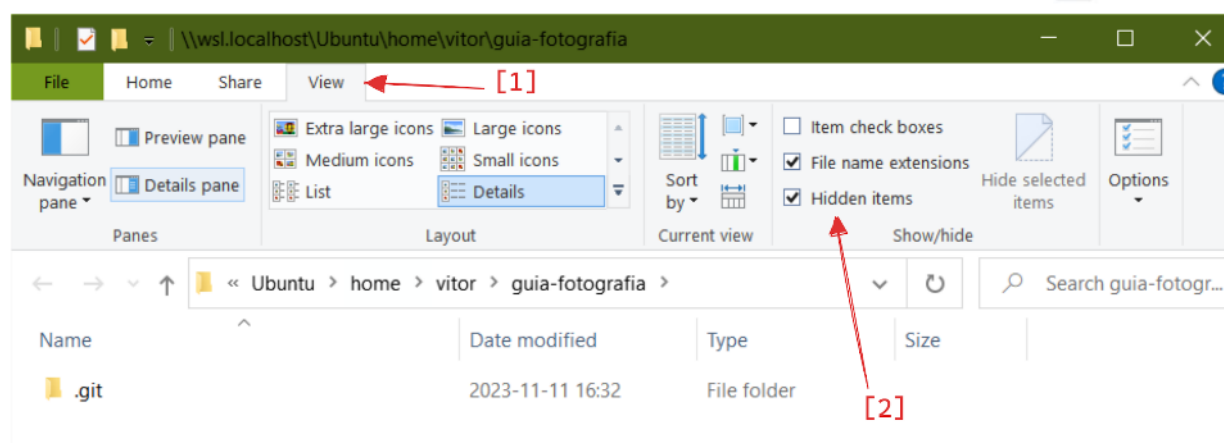 \\wsl.localhost\Ubuntu\home\vitor\guia-fotografia
File Home Share View [1]
Preview pane
Navigation pane
Details pane
Panes
Extra large icons Large icons
Medium icons Small icons
List Details
Layout
Sort by
Current view
Item check boxes
File name extensions
Hidden items
Hide selected items
Show/hide
Options
« Ubuntu > home > vitor > guia-fotografia >
Search guia-fotogr...
Name Date modified Type Size
.git 2023-11-11 16:32 File folder
[2]